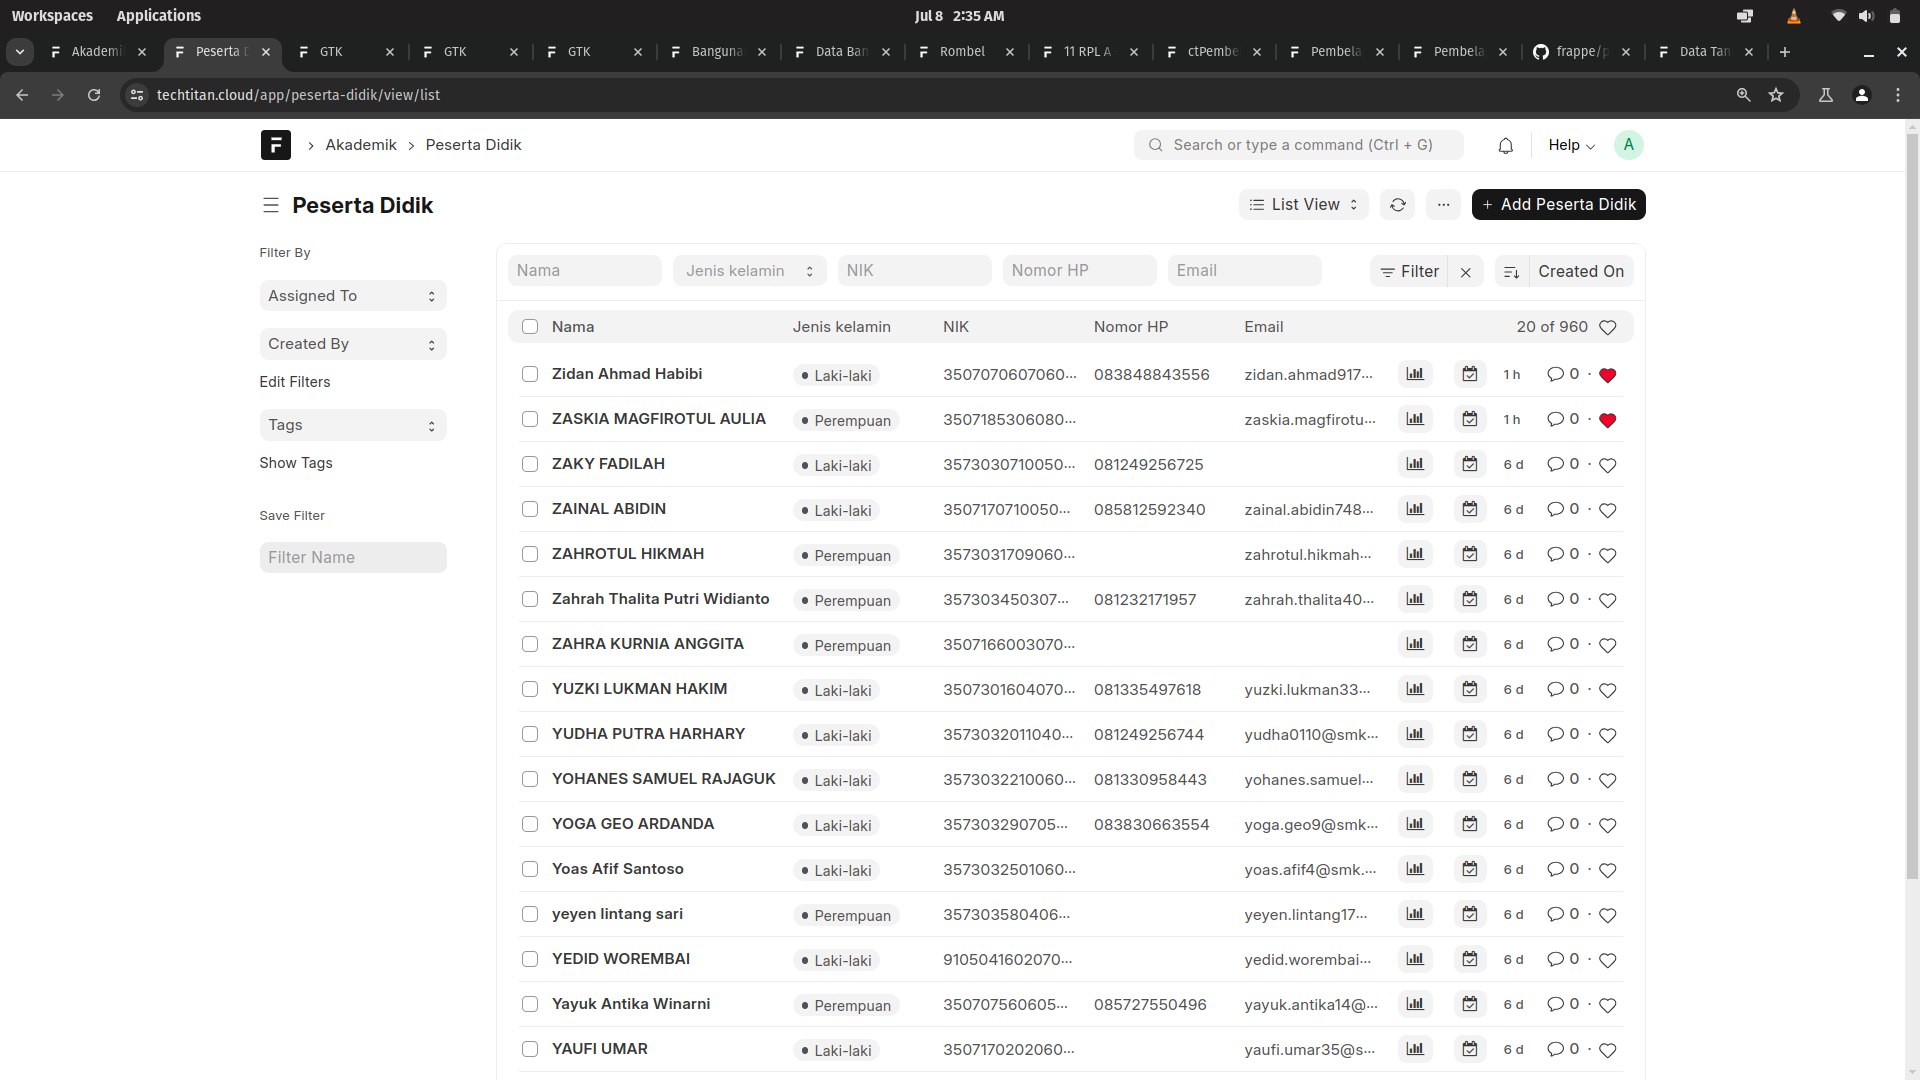 Workspaces Applications Jul 8 2:35 AM
Akademi Peserta D GTK GTK GTK Banguna Data Ban Rombel 11 RPL A ctPembe Pembela Pembela frappe/p Data Tan
techtitan.cloud/app/peserta-didik/view/list
Akademik Peserta Didik Search or type a command (Ctrl + G) Help A
Peserta Didik List View + Add Peserta Didik
Filter By
Assigned To
Created By
Edit Filters
Tags
Show Tags
Save Filter
Filter Name
Nama Jenis kelamin NIK Nomor HP Email Filter Created On
Nama Jenis kelamin NIK Nomor HP Email 20 of 960
Zidan Ahmad Habibi Laki-laki 3507070607060... 083848843556 zidan.ahmad917... 1 h 0
ZASKIA MAGFIROTUL AULIA Perempuan 3507185306080... zaskia.magfirotu... 1 h 0
ZAKY FADILAH Laki-laki 3573030710050... 081249256725 6 d 0
ZAINAL ABIDIN Laki-laki 3507170710050... 085812592340 zainal.abidin748... 6 d 0
ZAHROTUL HIKMAH Perempuan 3573031709060... zahrotul.hikmah... 6 d 0
Zahrah Thalita Putri Widianto Perempuan 357303450307... 081232171957 zahrah.thalita40... 6 d 0
ZAHRA KURNIA ANGGITA Perempuan 3507166003070... 6 d 0
YUZKI LUKMAN HAKIM Laki-laki 3507301604070... 081335497618 yuzki.lukman33... 6 d 0
YUDHA PUTRA HARHARY Laki-laki 3573032011040... 081249256744 yudha0110@smk... 6 d 0
YOHANES SAMUEL RAJAGUK Laki-laki 3573032210060... 081330958443 yohanes.samuel... 6 d 0
YOGA GEO ARDANDA Laki-laki 357303290705... 083830663554 yoga.geo9@smk... 6 d 0
Yoas Afif Santoso Laki-laki 3573032501060... yoas.afif4@smk.... 6 d 0
yeyen lintang sari Perempuan 357303580406... yeyen.lintang17... 6 d 0
YEDID WOREMBAI Laki-laki 9105041602070... yedid.worembai... 6 d 0
Yayuk Antika Winarni Perempuan 350707560605... 085727550496 yayuk.antika14@... 6 d 0
YAUFI UMAR Laki-laki 3507170202060... yaufi.umar35@s... 6 d 0